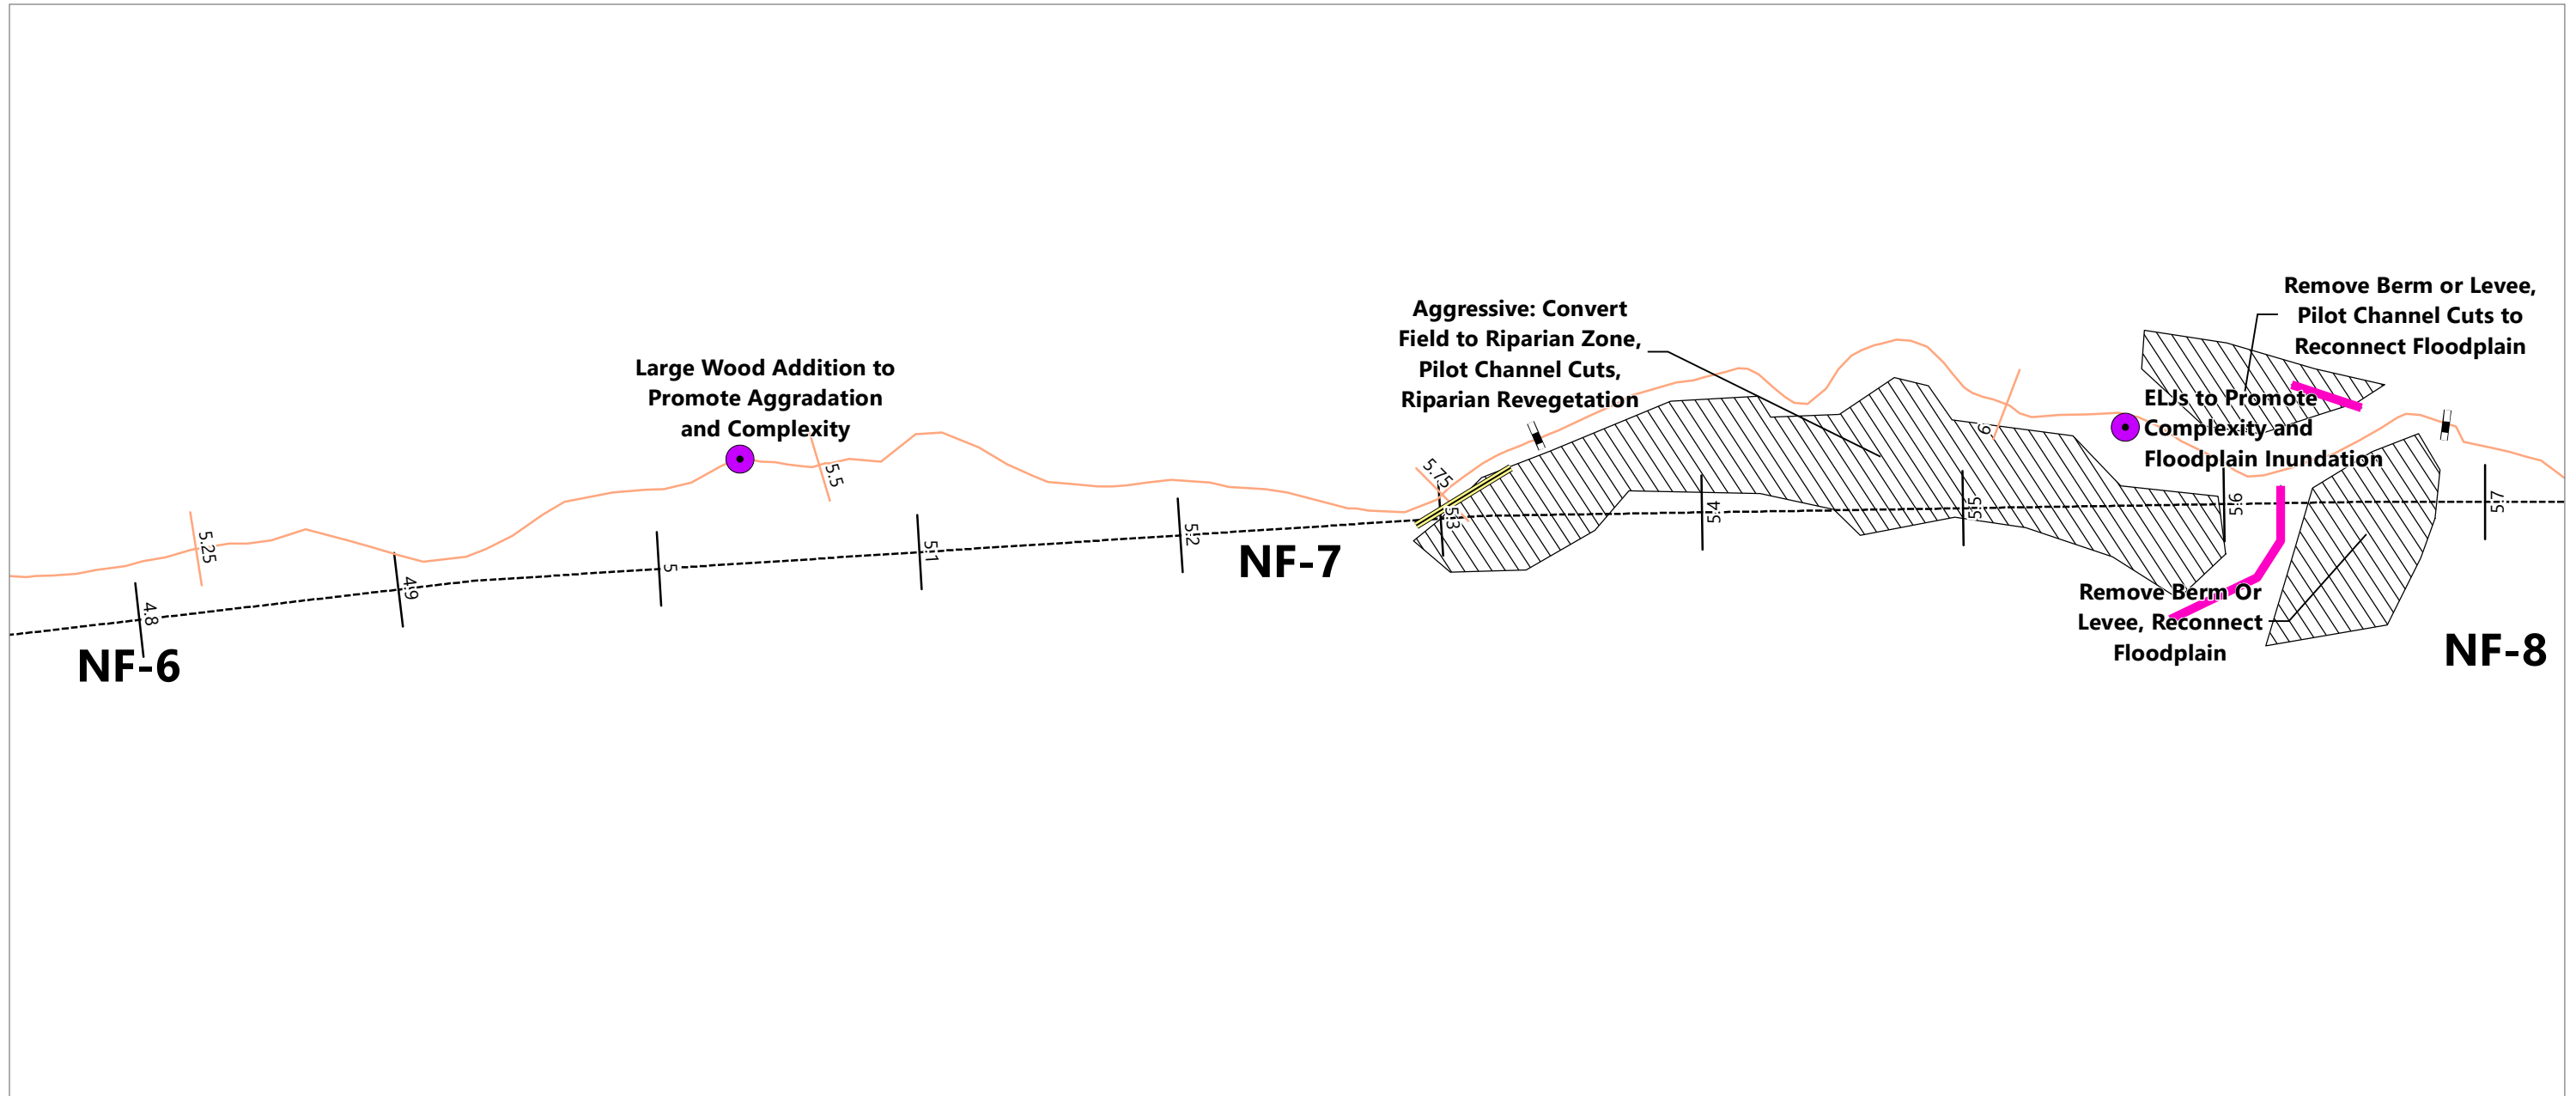 Remove Berm or Levee,
Pilot Channel Cuts to
Reconnect Floodplain
Aggressive: Convert
Field to Riparian Zone,
Pilot Channel Cuts,
Riparian Revegetation
Large Wood Addition to
Promote Aggradation
and Complexity
ELJs to Promote
Complexity and
Floodplain Inundation
6
5.75
5.5
5.25
4.8
4.9
5
5.1
5.2
5.3
5.4
5.5
5.6
5.7
NF-6
NF-7
Remove Berm Or
Levee, Reconnect
Floodplain
NF-8